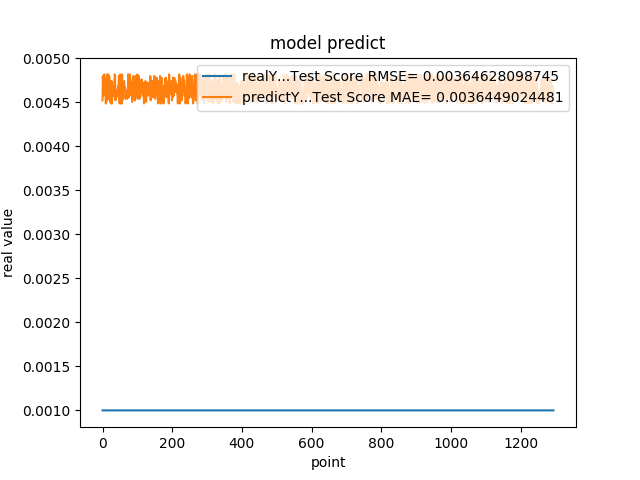 model predict
realY...Test Score RMSE= 0.00364628098745
predictY...Test Score MAE= 0.0036449024481
0.0050
0.0045
0.0040
0.0035
0.0030
0.0025
0.0020
0.0015
0.0010
real value
0 200 400 600 800 1000 1200
point